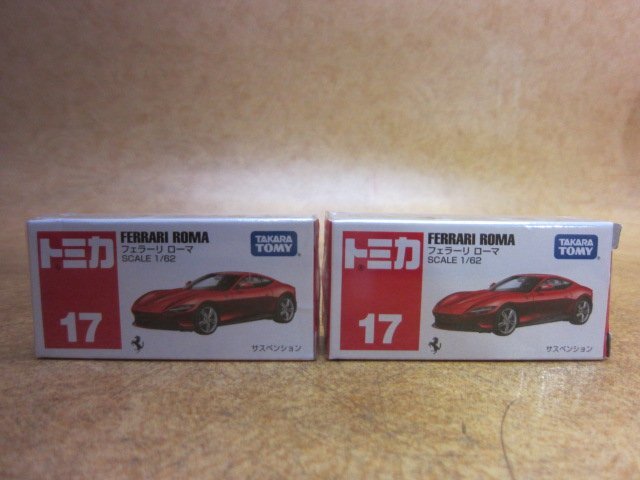 トミカ
17
FERRARI ROMA
フェラーリ ローマ
SCALE 1/62
TAKARA
TOMY
サスペンション
トミカ
17
FERRARI ROMA
フェラーリ ローマ
SCALE 1/62
TAKARA
TOMY
サスペンション